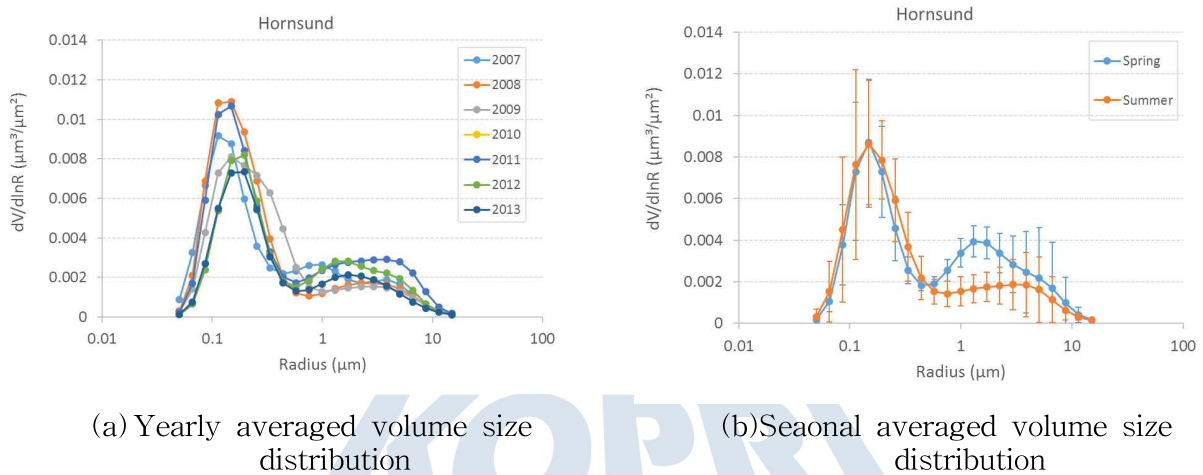 Hornsund
dV/dlnR (μm³/μm²)
0.014
0.012
0.01
0.008
0.006
0.004
0.002
0
0.01
0.1
1
10
100
Radius (μm)
2007
2008
2009
2010
2011
2012
2013
(a) Yearly averaged volume size
distribution
Hornsund
dV/dlnR (μm³/μm²)
0.014
0.012
0.01
0.008
0.006
0.004
0.002
0
0.01
0.1
1
10
100
Radius (μm)
Spring
Summer
(b)Seaonal averaged volume size
distribution
KOPRI